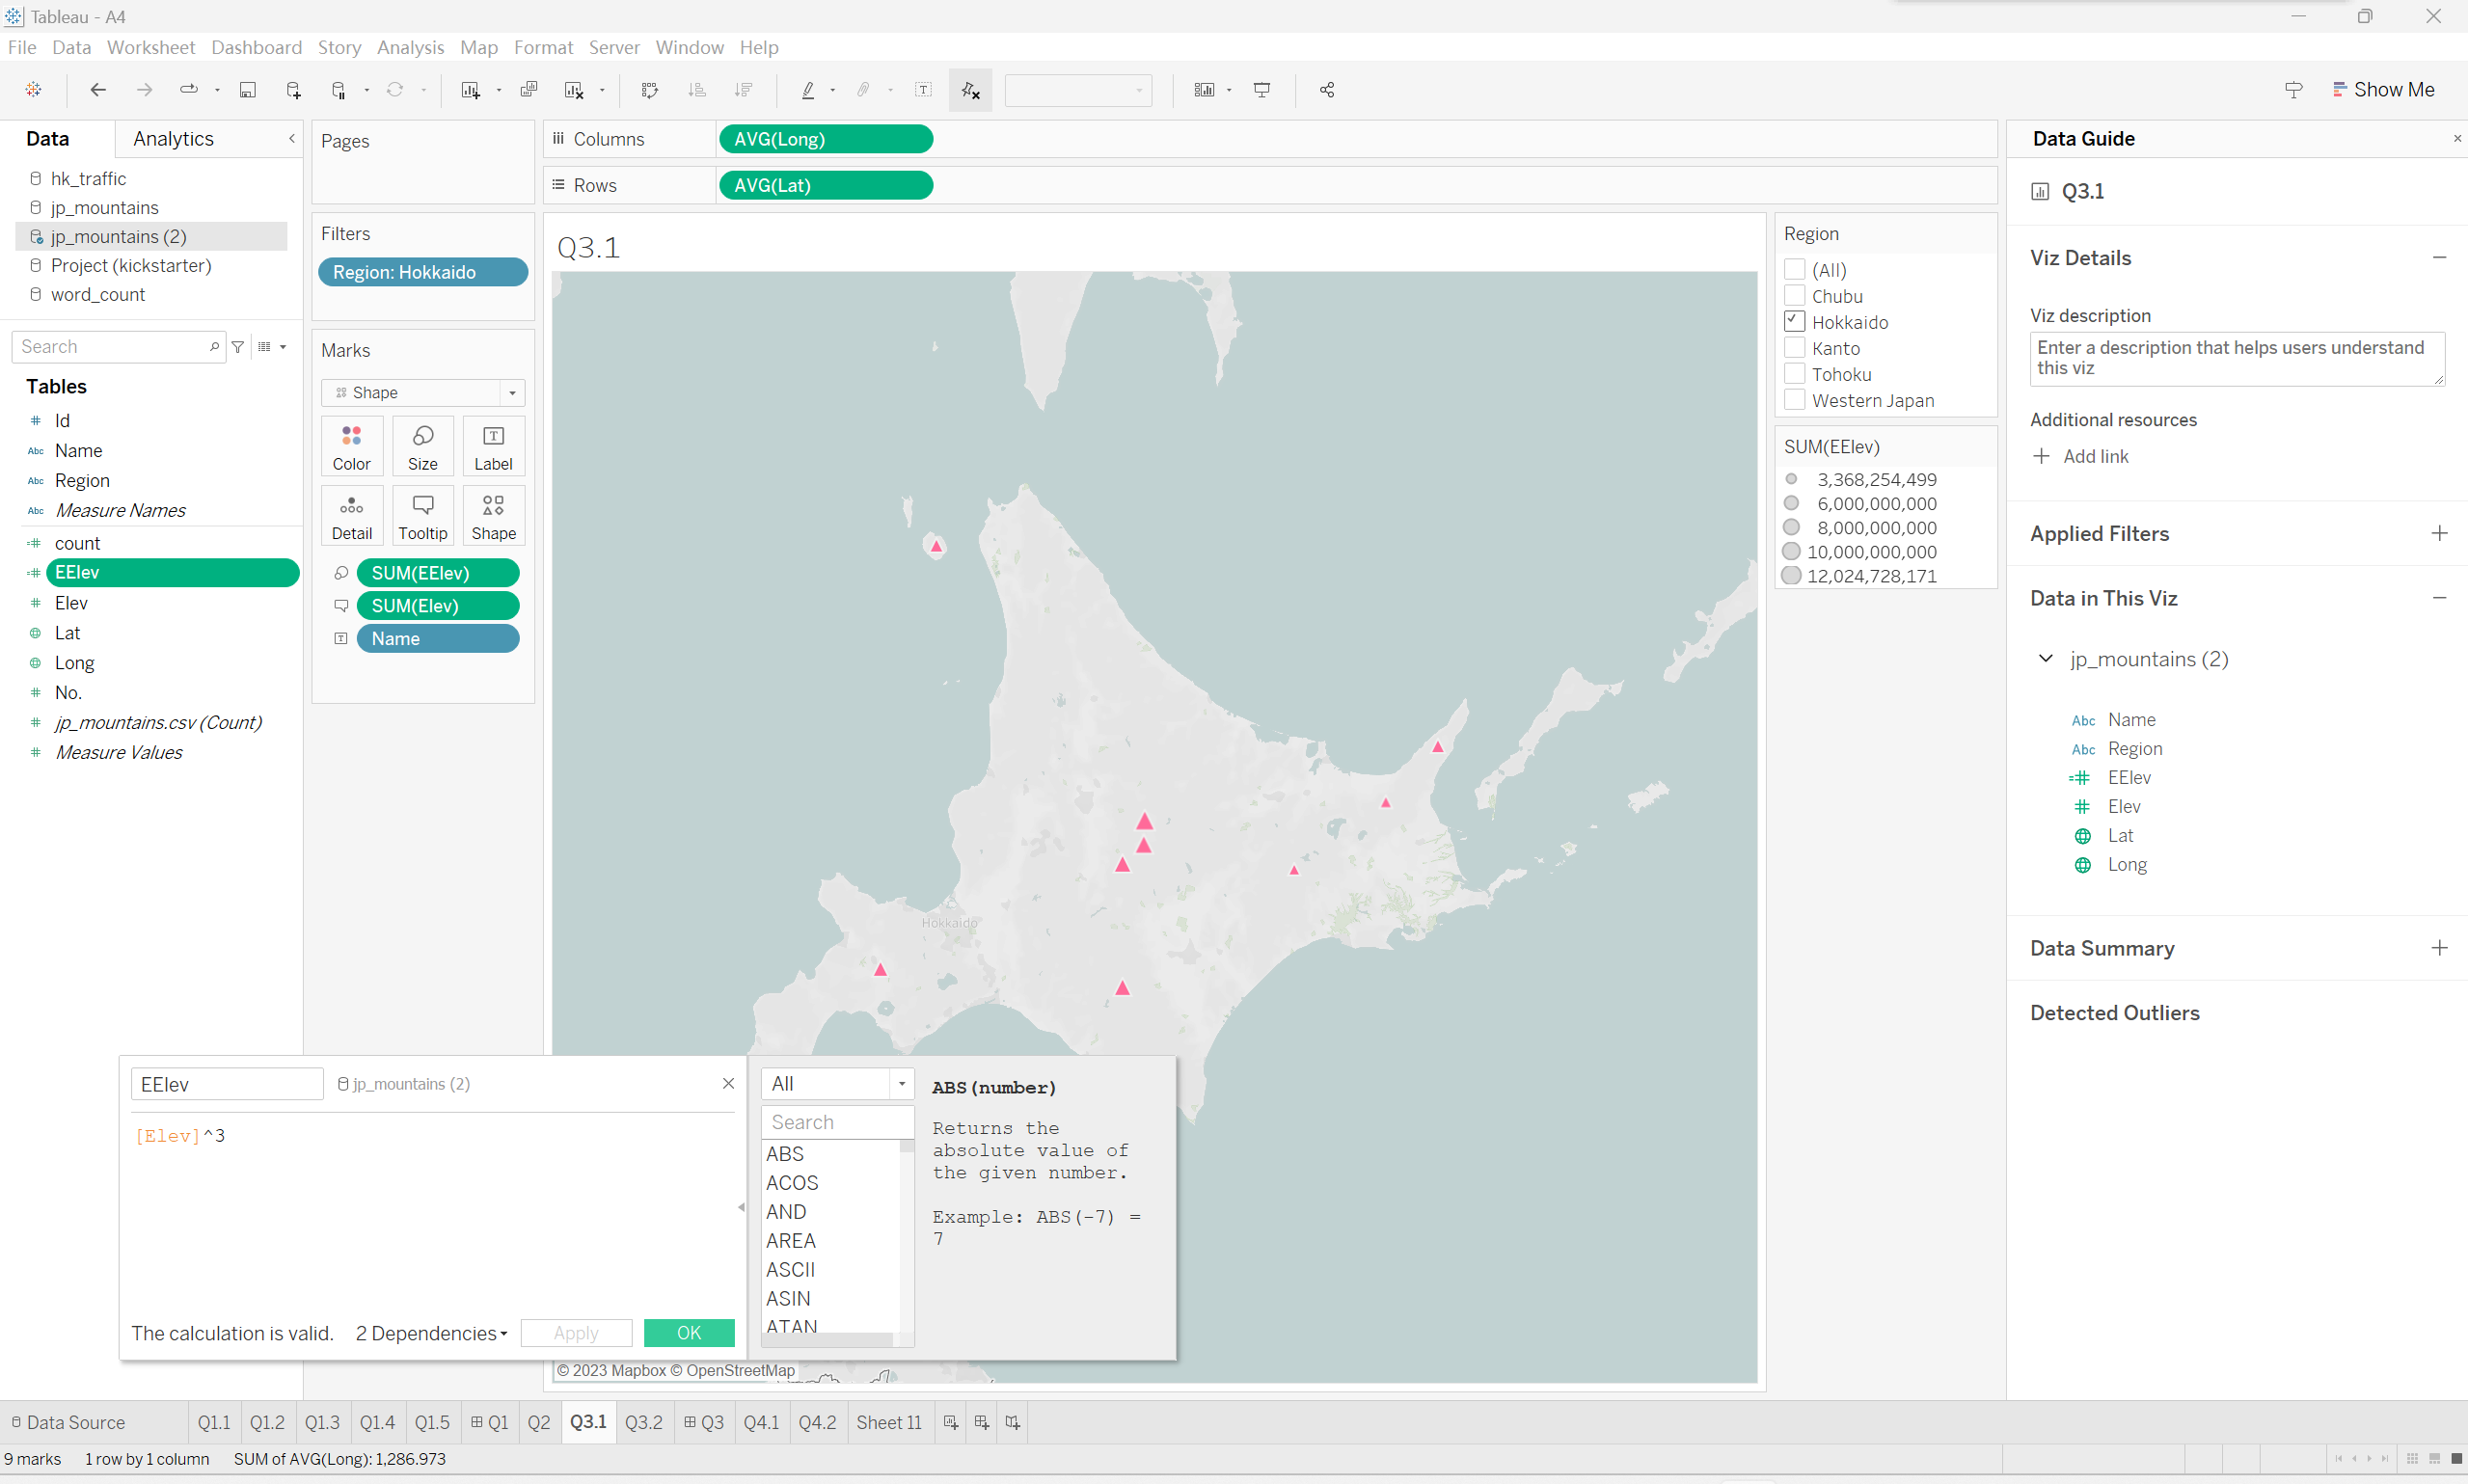 Tableau - A4
File Data Worksheet Dashboard Story Analysis Map Format Server Window Help
Show Me
Data
Analytics
hk_traffic
jp_mountains
jp_mountains (2)
Project (kickstarter)
word_count
Search
Tables
Id
Abc Name
Abc Region
Abc Measure Names
count
EElev
Elev
Lat
Long
No.
jp_mountains.csv (Count)
Measure Values
Pages
Filters
Region: Hokkaido
Marks
Shape
Color Size Label
Detail Tooltip Shape
SUM(EElev)
SUM(Elev)
Name
Columns AVG(Long)
Rows AVG(Lat)
Q3.1
Hokkaido
© 2023 Mapbox © OpenStreetMap
Region
(All)
Chubu
Hokkaido
Kanto
Tohoku
Western Japan
SUM(EElev)
3,368,254,499
6,000,000,000
8,000,000,000
10,000,000,000
12,024,728,171
Data Guide
Q3.1
Viz Details
Viz description
Enter a description that helps users understand
this viz
Additional resources
Add link
Applied Filters
Data in This Viz
jp_mountains (2)
Abc Name
Abc Region
EElev
Elev
Lat
Long
Data Summary
Detected Outliers
EElev jp_mountains (2)
[Elev]^3
The calculation is valid. 2 Dependencies Apply OK
All
Search
ABS
ACOS
AND
AREA
ASCII
ASIN
ATAN
ABS(number)
Returns the
absolute value of
the given number.
Example: ABS(-7) =
7
Data Source Q1.1 Q1.2 Q1.3 Q1.4 Q1.5 Q1 Q2 Q3.1 Q3.2 Q3 Q4.1 Q4.2 Sheet 11
9 marks 1 row by 1 column SUM of AVG(Long): 1,286.973